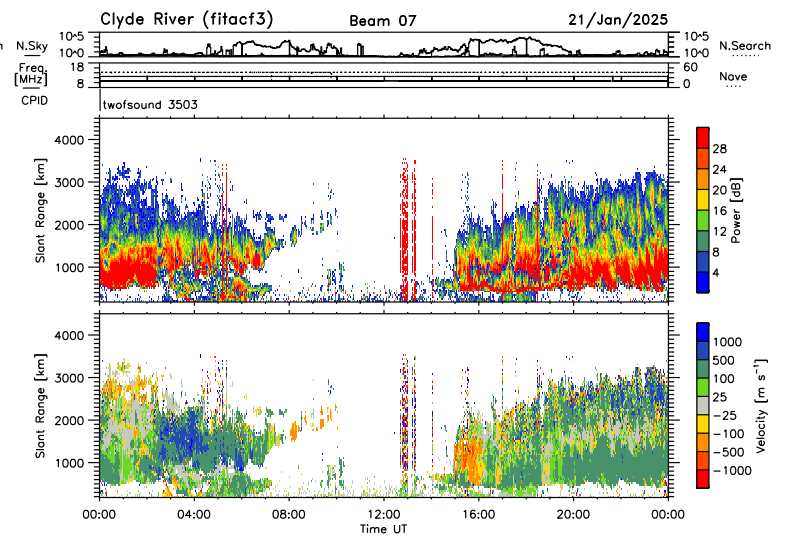 Clyde River (fitacf3) Beam 07 21/Jan/2025
N.Sky 10^5 10^0 10^5 10^0 N.Search
Freq. [MHz] 18 8 60 0 Nave
CPID twofsound 3503
Slant Range [km] 4000 3000 2000 1000
Power [dB] 28 24 20 16 12 8 4
Slant Range [km] 4000 3000 2000 1000
Velocity [m s⁻¹] 1000 500 100 25 −25 −100 −500 −1000
00:00 04:00 08:00 12:00 16:00 20:00 00:00
Time UT